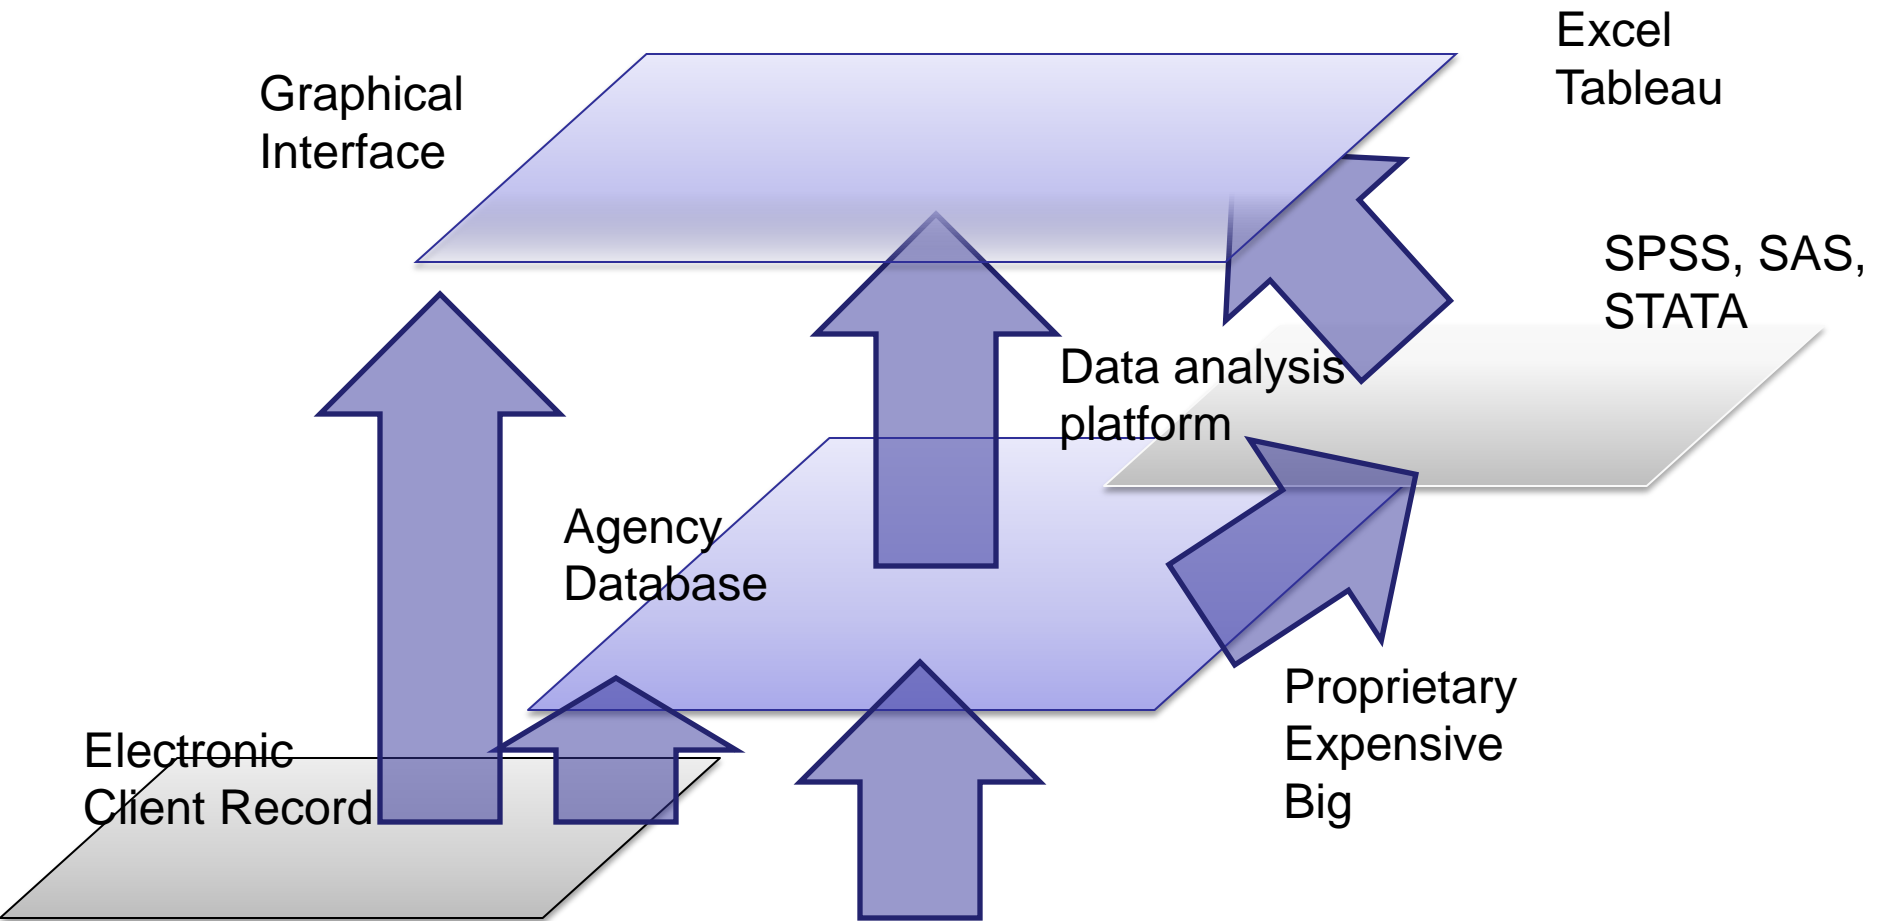 Excel
Tableau
Graphical
Interface
SPSS, SAS,
STATA
Data analysis
platform
Agency
Database
Proprietary
Expensive
Big
Electronic
Client Record